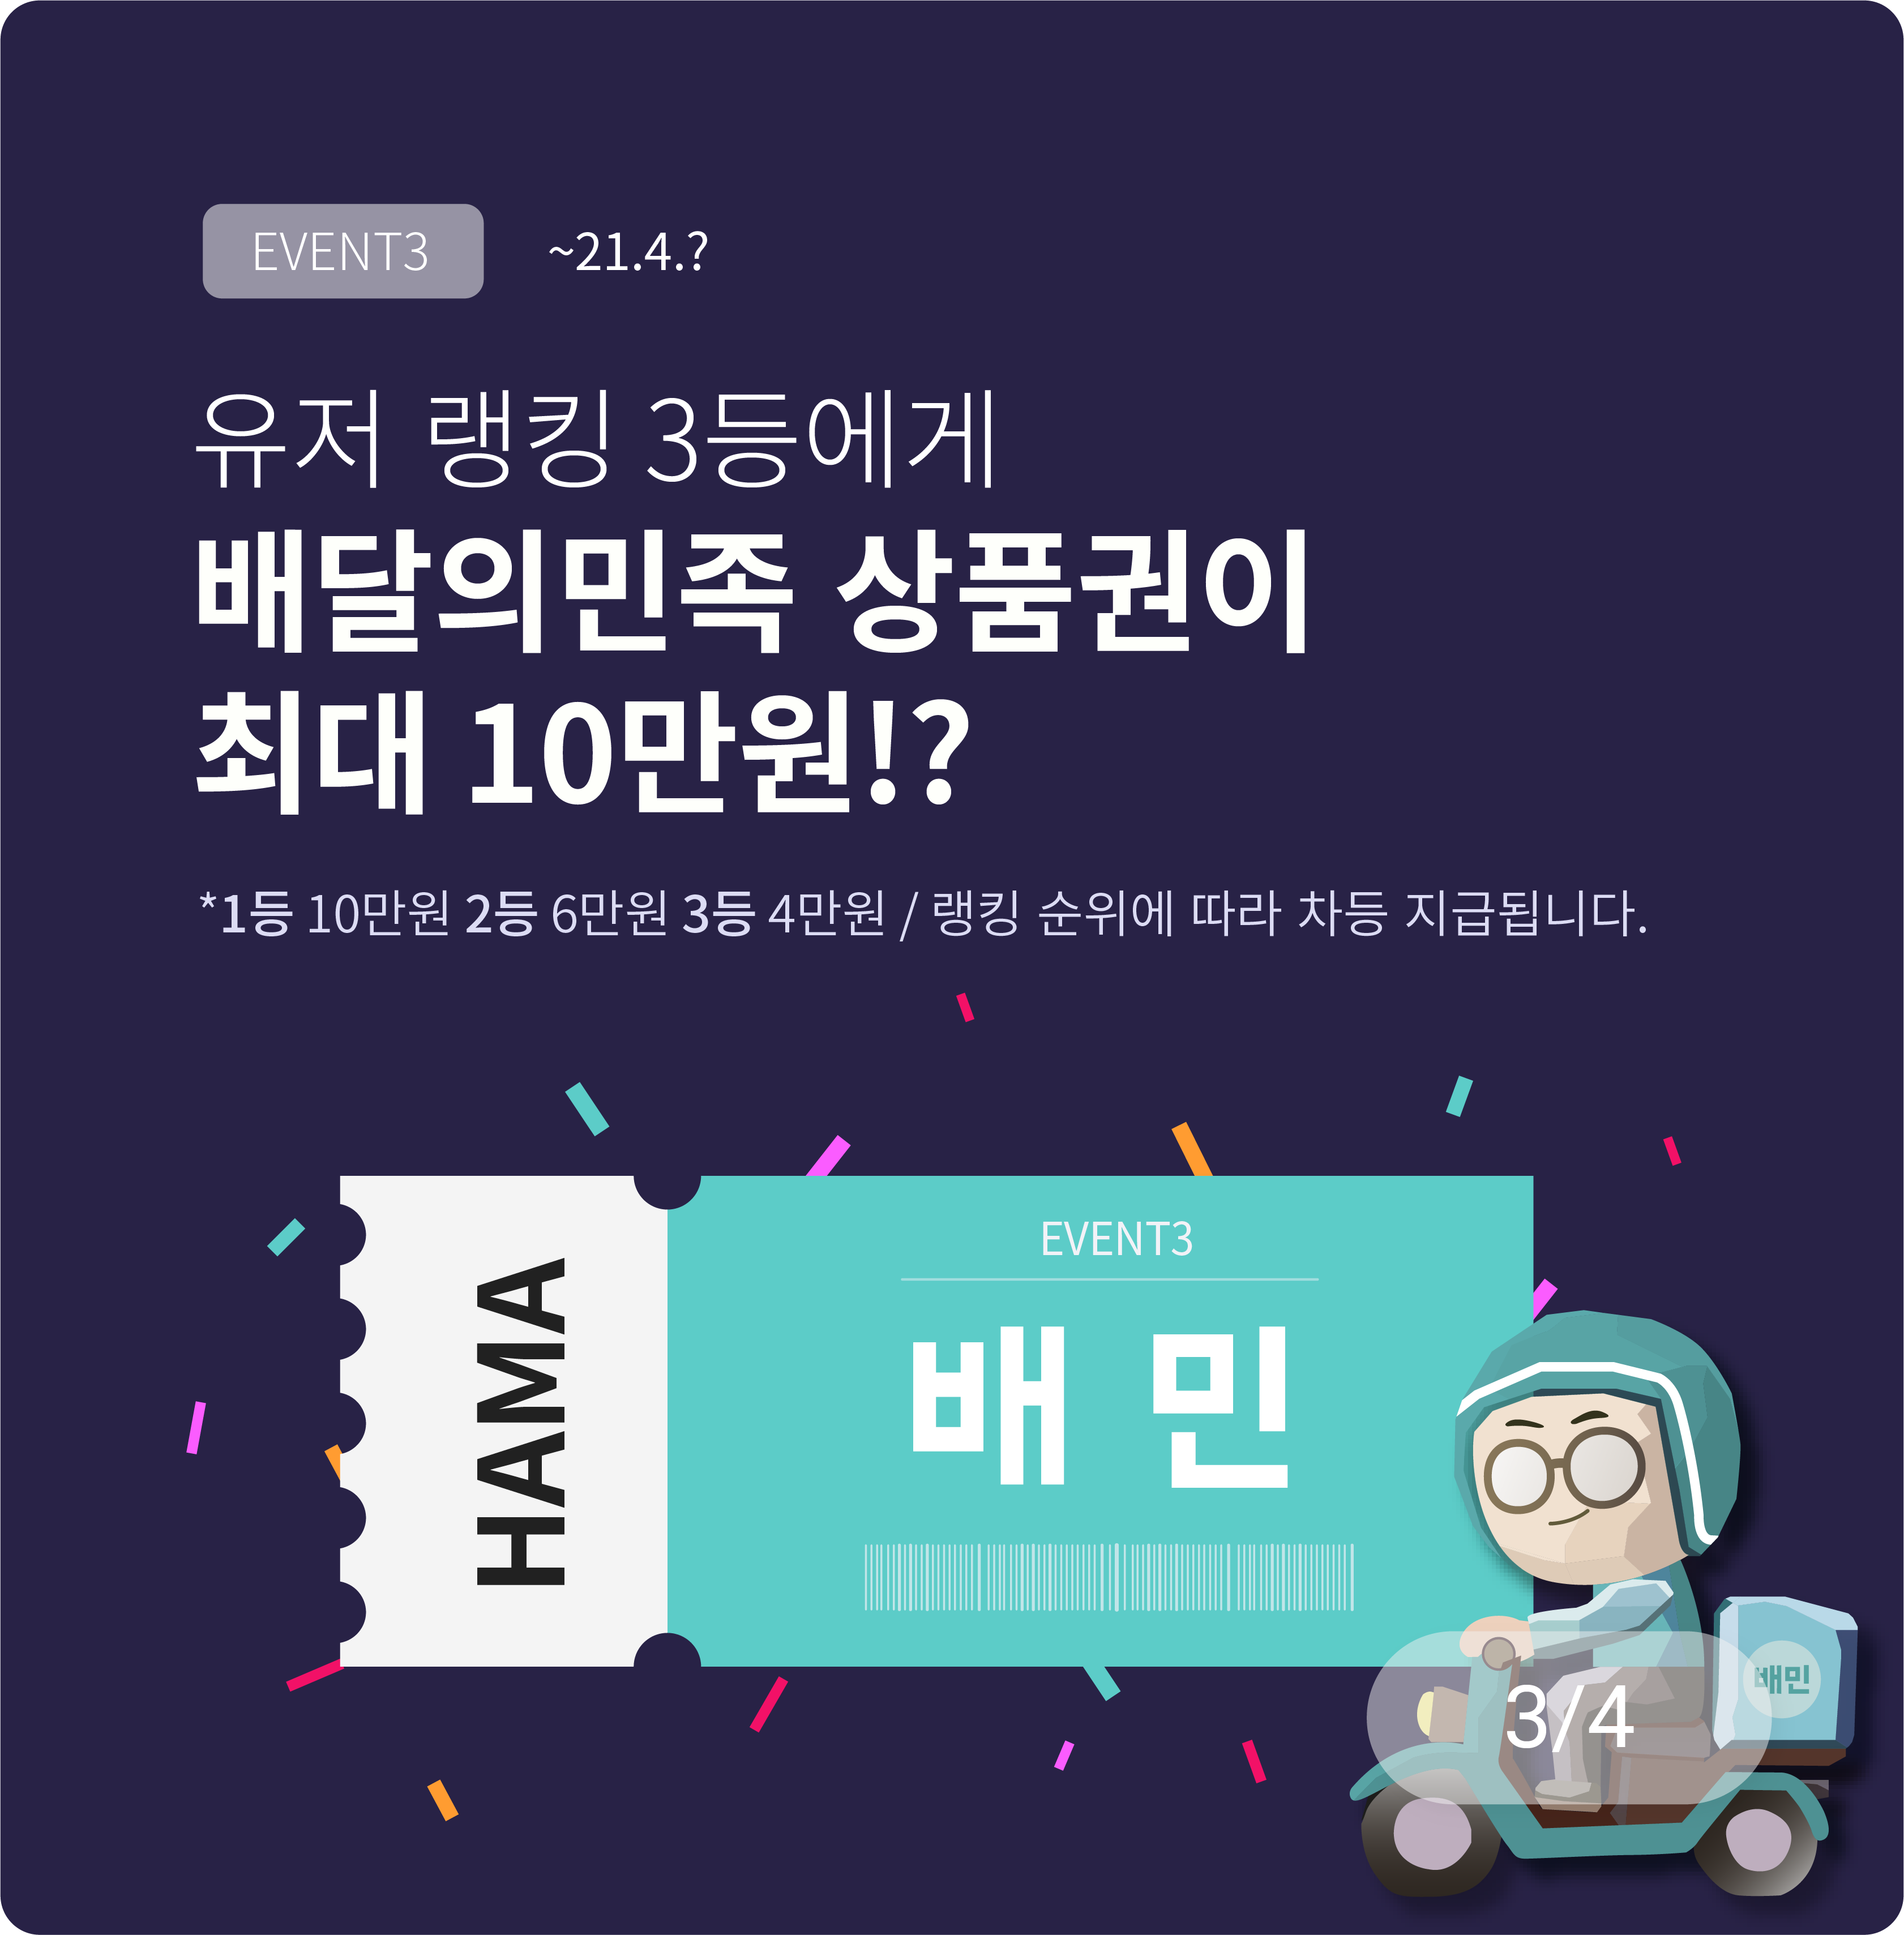 EVENT3 ~21.4.?
유저 랭킹 3등에게
배달의민족 상품권이
최대 10만원!?
*1등 10만원 2등 6만원 3등 4만원 / 랭킹 순위에 따라 차등 지급됩니다.
HAMA
EVENT3
배 민
배민
3/4